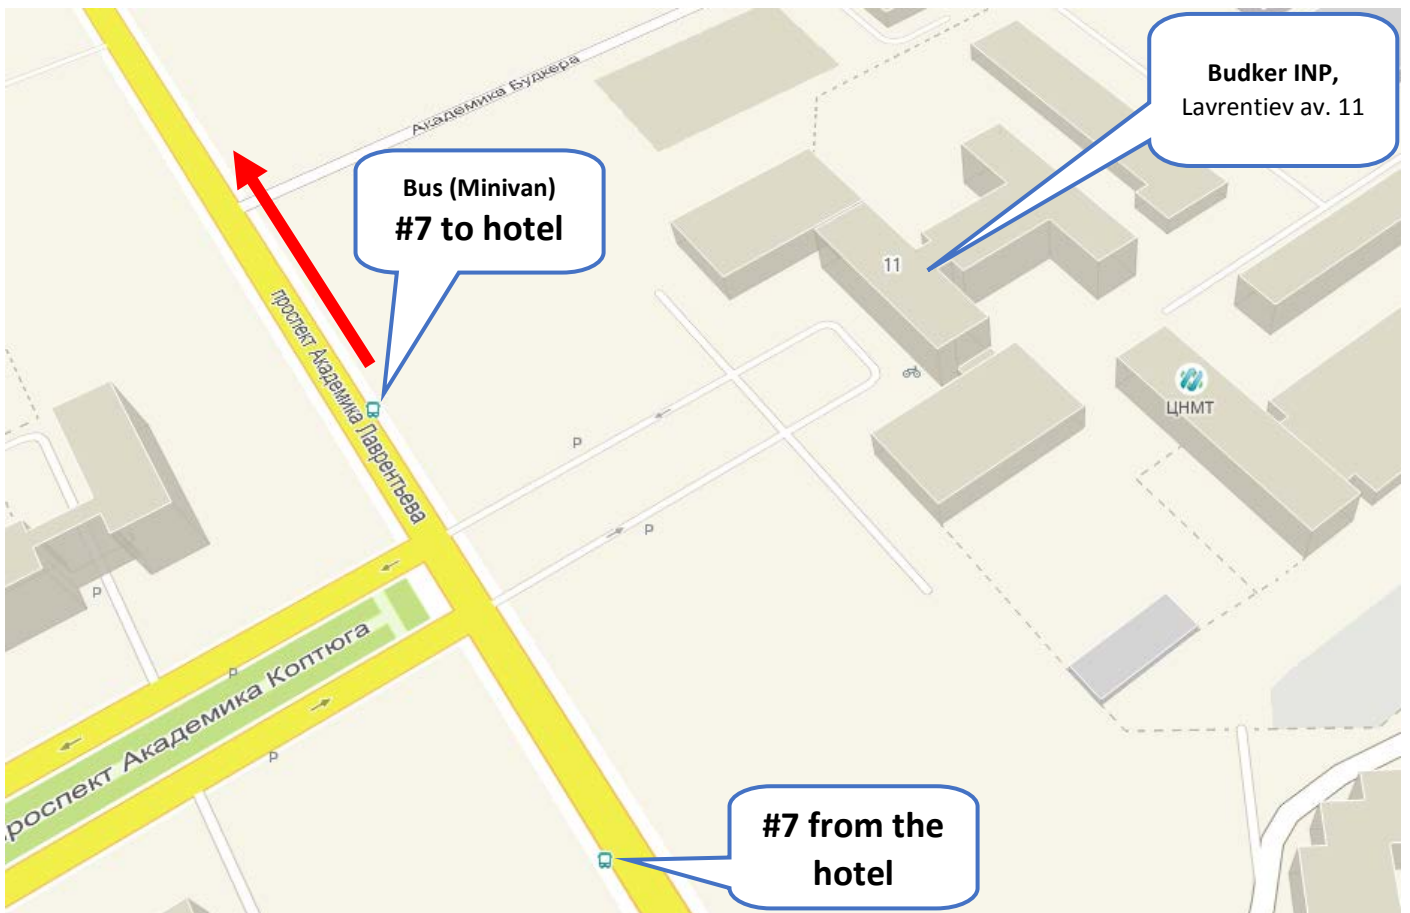 Академика Будкера
Budker INP,
Lavrentiev av. 11
Bus (Minivan)
#7 to hotel
11
проспект Академика Лаврентьева
ЦНМТ
P
P
P
P
P
проспект Академика Коптюга
#7 from the
hotel